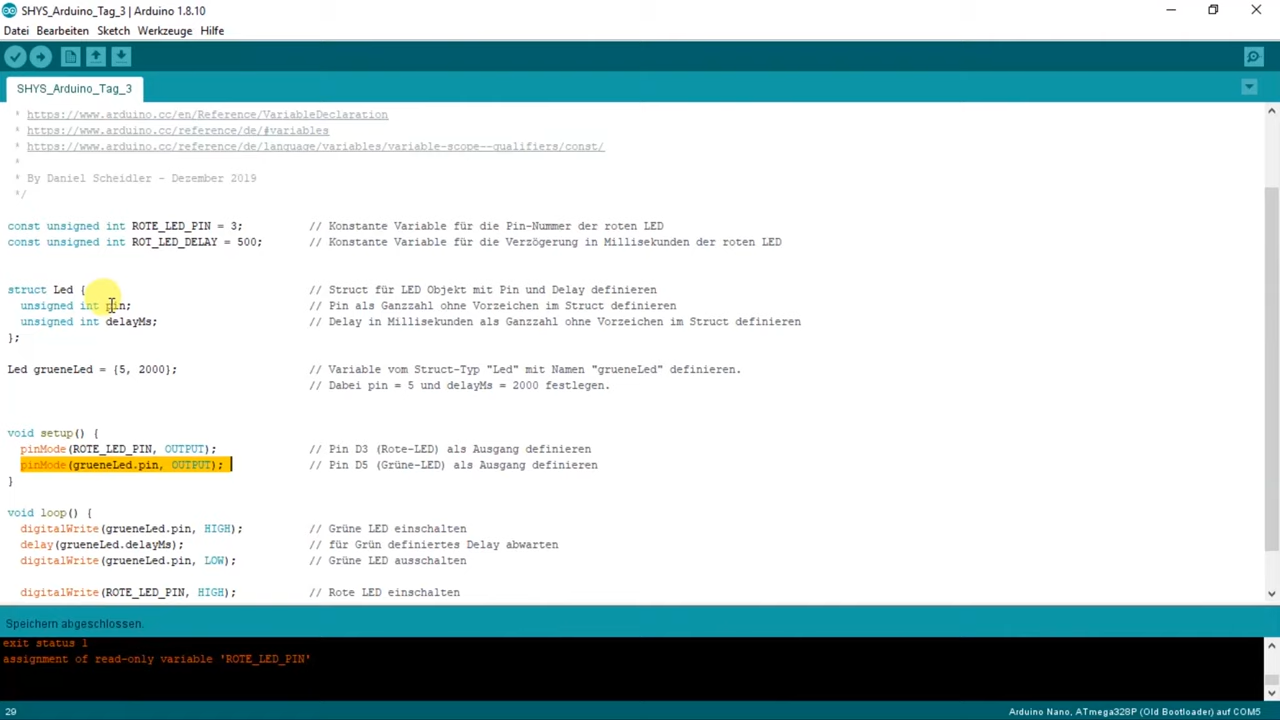 SHYS_Arduino_Tag_3 | Arduino 1.8.10
Datei Bearbeiten Sketch Werkzeuge Hilfe
SHYS_Arduino_Tag_3
* https://www.arduino.cc/en/Reference/VariableDeclaration
* https://www.arduino.cc/reference/de/#variables
* https://www.arduino.cc/reference/de/language/variables/variable-scope--qualifiers/const/
*
* By Daniel Scheidler - Dezember 2019
*/
const unsigned int ROTE_LED_PIN = 3; // Konstante Variable für die Pin-Nummer der roten LED
const unsigned int ROT_LED_DELAY = 500; // Konstante Variable für die Verzögerung in Millisekunden der roten LED
struct Led { // Struct für LED Objekt mit Pin und Delay definieren
unsigned int pin; // Pin als Ganzzahl ohne Vorzeichen im Struct definieren
unsigned int delayMs; // Delay in Millisekunden als Ganzzahl ohne Vorzeichen im Struct definieren
};
Led grueneLed = {5, 2000}; // Variable vom Struct-Typ "Led" mit Namen "grueneLed" definieren.
// Dabei pin = 5 und delayMs = 2000 festlegen.
void setup() {
pinMode(ROTE_LED_PIN, OUTPUT); // Pin D3 (Rote-LED) als Ausgang definieren
pinMode(grueneLed.pin, OUTPUT); // Pin D5 (Grüne-LED) als Ausgang definieren
}
void loop() {
digitalWrite(grueneLed.pin, HIGH); // Grüne LED einschalten
delay(grueneLed.delayMs); // für Grün definiertes Delay abwarten
digitalWrite(grueneLed.pin, LOW); // Grüne LED ausschalten
digitalWrite(ROTE_LED_PIN, HIGH); // Rote LED einschalten
Speichern abgeschlossen.
exit status 1
assignment of read-only variable 'ROTE_LED_PIN'
29 Arduino Nano, ATmega328P (Old Bootloader) auf COM5